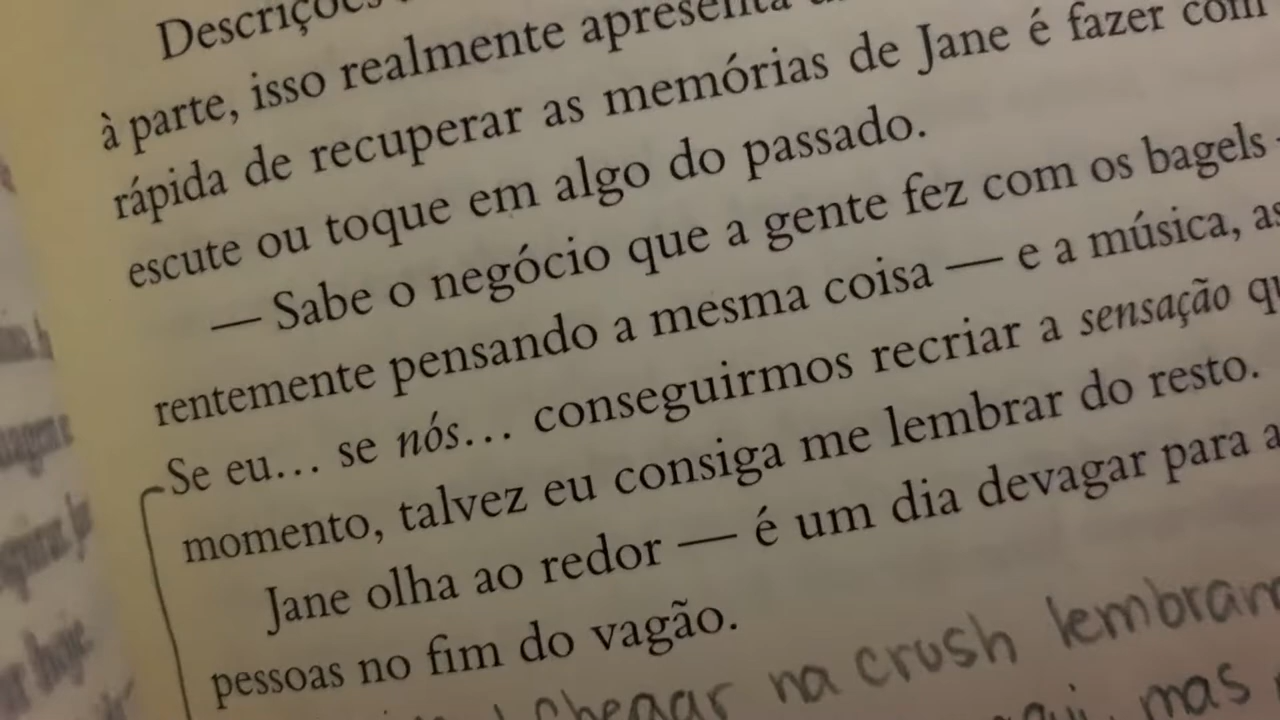 Descrições
à parte, isso realmente apresenta
rápida de recuperar as memórias de Jane é fazer com
escute ou toque em algo do passado.
— Sabe o negócio que a gente fez com os bagels
rentemente pensando a mesma coisa — e a música,
Se eu... se nós... conseguirmos recriar a sensação
momento, talvez eu consiga me lembrar do resto.
Jane olha ao redor — é um dia devagar para
pessoas no fim do vagão.
chegar na crush
mas